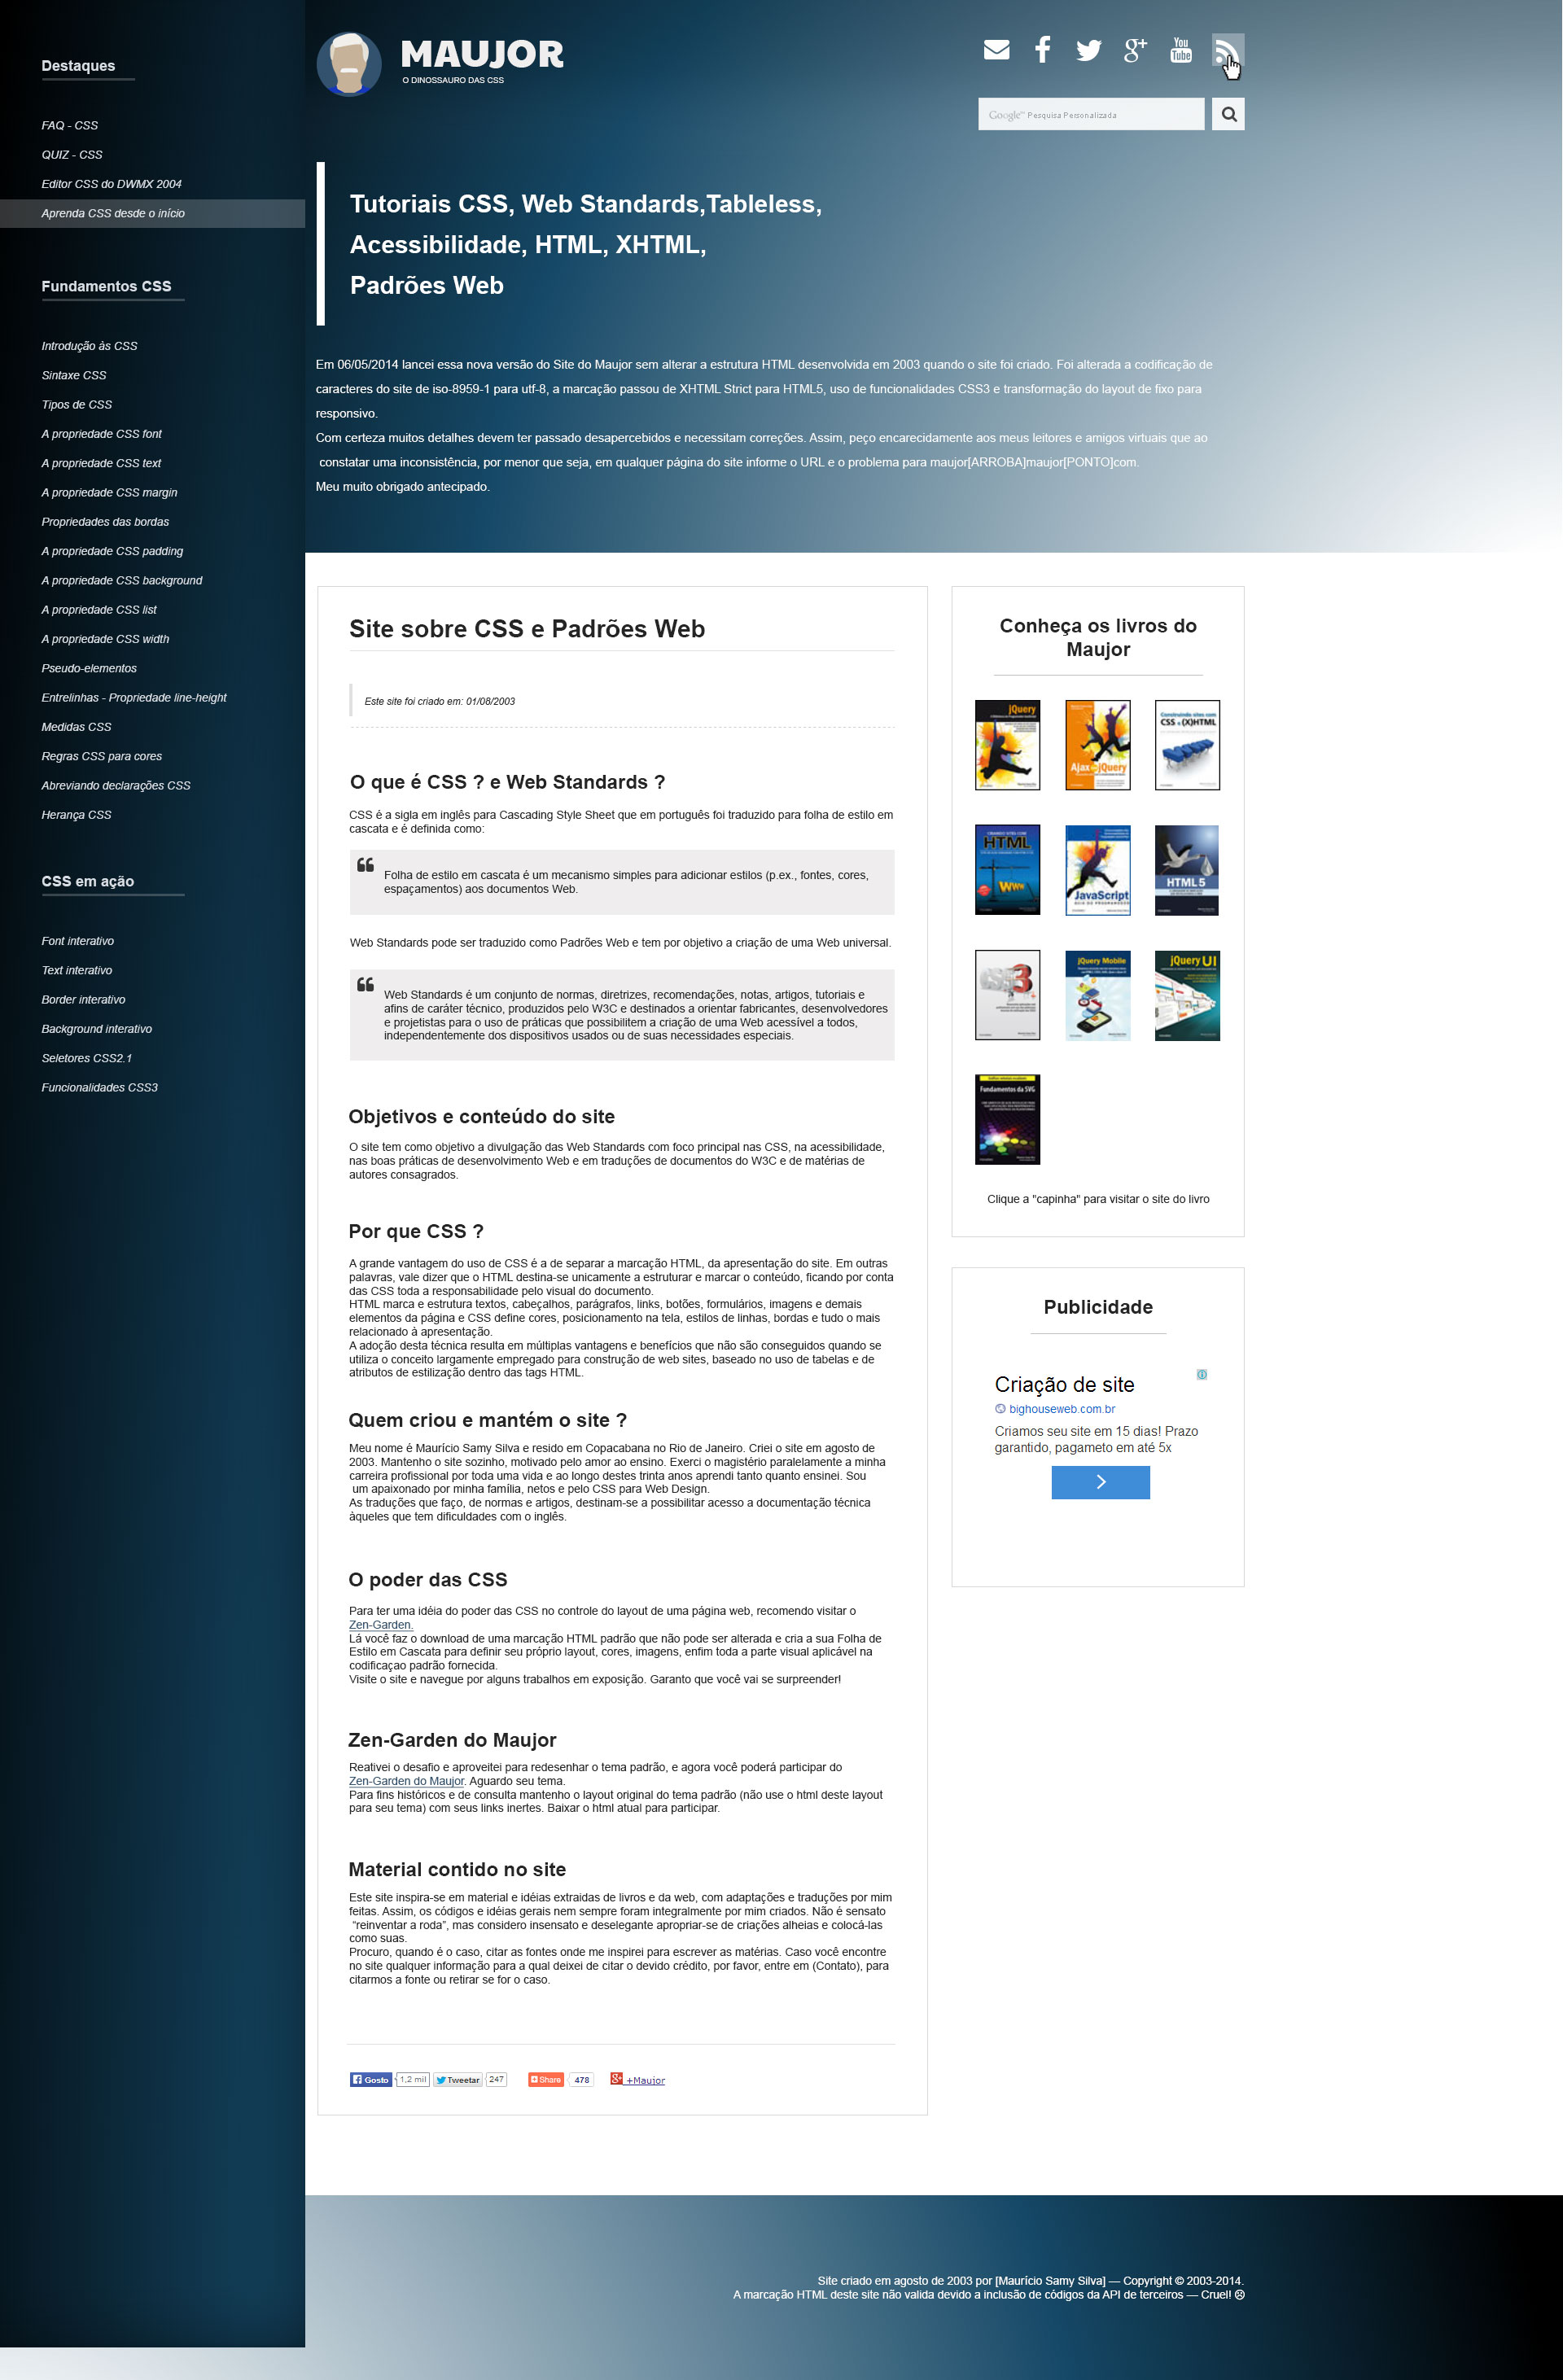 Destaques
FAQ - CSS
QUIZ - CSS
Editor CSS do DWMX 2004
Aprenda CSS desde o início
Fundamentos CSS
Introdução às CSS
Sintaxe CSS
Tipos de CSS
A propriedade CSS font
A propriedade CSS text
A propriedade CSS margin
Propriedades das bordas
A propriedade CSS padding
A propriedade CSS background
A propriedade CSS list
A propriedade CSS width
Pseudo-elementos
Entrelinhas - Propriedade line-height
Medidas CSS
Regras CSS para cores
Abreviando declarações CSS
Herança CSS
CSS em ação
Font interativo
Text interativo
Border interativo
Background interativo
Seletores CSS2.1
Funcionalidades CSS3
MAUJOR
O DINOSSAURO DAS CSS
You
Tube
Google™ Pesquisa Personalizada
Tutoriais CSS, Web Standards,Tableless,
Acessibilidade, HTML, XHTML,
Padrões Web
Em 06/05/2014 lancei essa nova versão do Site do Maujor sem alterar a estrutura HTML desenvolvida em 2003 quando o site foi criado. Foi alterada a codificação de
caracteres do site de iso-8959-1 para utf-8, a marcação passou de XHTML Strict para HTML5, uso de funcionalidades CSS3 e transformação do layout de fixo para
responsivo.
Com certeza muitos detalhes devem ter passado desapercebidos e necessitam correções. Assim, peço encarecidamente aos meus leitores e amigos virtuais que ao
constatar uma inconsistência, por menor que seja, em qualquer página do site informe o URL e o problema para maujor[ARROBA]maujor[PONTO]com.
Meu muito obrigado antecipado.
Site sobre CSS e Padrões Web
Este site foi criado em: 01/08/2003
O que é CSS ? e Web Standards ?
CSS é a sigla em inglês para Cascading Style Sheet que em português foi traduzido para folha de estilo em
cascata e é definida como:
Folha de estilo em cascata é um mecanismo simples para adicionar estilos (p.ex., fontes, cores,
espaçamentos) aos documentos Web.
Web Standards pode ser traduzido como Padrões Web e tem por objetivo a criação de uma Web universal.
Web Standards é um conjunto de normas, diretrizes, recomendações, notas, artigos, tutoriais e
afins de caráter técnico, produzidos pelo W3C e destinados a orientar fabricantes, desenvolvedores
e projetistas para o uso de práticas que possibilitem a criação de uma Web acessível a todos,
independentemente dos dispositivos usados ou de suas necessidades especiais.
Objetivos e conteúdo do site
O site tem como objetivo a divulgação das Web Standards com foco principal nas CSS, na acessibilidade,
nas boas práticas de desenvolvimento Web e em traduções de documentos do W3C e de matérias de
autores consagrados.
Por que CSS ?
A grande vantagem do uso de CSS é a de separar a marcação HTML, da apresentação do site. Em outras
palavras, vale dizer que o HTML destina-se unicamente a estruturar e marcar o conteúdo, ficando por conta
das CSS toda a responsabilidade pelo visual do documento.
HTML marca e estrutura textos, cabeçalhos, parágrafos, links, botões, formulários, imagens e demais
elementos da página e CSS define cores, posicionamento na tela, estilos de linhas, bordas e tudo o mais
relacionado à apresentação.
A adoção desta técnica resulta em múltiplas vantagens e benefícios que não são conseguidos quando se
utiliza o conceito largamente empregado para construção de web sites, baseado no uso de tabelas e de
atributos de estilização dentro das tags HTML.
Quem criou e mantém o site ?
Meu nome é Maurício Samy Silva e resido em Copacabana no Rio de Janeiro. Criei o site em agosto de
2003. Mantenho o site sozinho, motivado pelo amor ao ensino. Exerci o magistério paralelamente a minha
carreira profissional por toda uma vida e ao longo destes trinta anos aprendi tanto quanto ensinei. Sou
um apaixonado por minha família, netos e pelo CSS para Web Design.
As traduções que faço, de normas e artigos, destinam-se a possibilitar acesso a documentação técnica
àqueles que tem dificuldades com o inglês.
O poder das CSS
Para ter uma idéia do poder das CSS no controle do layout de uma página web, recomendo visitar o
Zen-Garden.
Lá você faz o download de uma marcação HTML padrão que não pode ser alterada e cria a sua Folha de
Estilo em Cascata para definir seu próprio layout, cores, imagens, enfim toda a parte visual aplicável na
codificaçao padrão fornecida.
Visite o site e navegue por alguns trabalhos em exposição. Garanto que você vai se surpreender!
Zen-Garden do Maujor
Reativei o desafio e aproveitei para redesenhar o tema padrão, e agora você poderá participar do
Zen-Garden do Maujor. Aguardo seu tema.
Para fins históricos e de consulta mantenho o layout original do tema padrão (não use o html deste layout
para seu tema) com seus links inertes. Baixar o html atual para participar.
Material contido no site
Este site inspira-se em material e idéias extraidas de livros e da web, com adaptações e traduções por mim
feitas. Assim, os códigos e idéias gerais nem sempre foram integralmente por mim criados. Não é sensato
“reinventar a roda”, mas considero insensato e deselegante apropriar-se de criações alheias e colocá-las
como suas.
Procuro, quando é o caso, citar as fontes onde me inspirei para escrever as matérias. Caso você encontre
no site qualquer informação para a qual deixei de citar o devido crédito, por favor, entre em (Contato), para
citarmos a fonte ou retirar se for o caso.
Gosto 1,2 mil Tweetar 247 Share 478 +Maujor
Conheça os livros do
Maujor
jQuery
Ajax com jQuery
Construindo sites com
CSS e (X)HTML
HTML
WWW
JavaScript
HTML 5
CSS3
jQuery Mobile
jQuery UI
Fundamentos da SVG
Clique a "capinha" para visitar o site do livro
Publicidade
Criação de site
bighouseweb.com.br
Criamos seu site em 15 dias! Prazo
garantido, pagameto em até 5x
Site criado em agosto de 2003 por [Maurício Samy Silva] — Copyright © 2003-2014.
A marcação HTML deste site não valida devido a inclusão de códigos da API de terceiros — Cruel! ☹